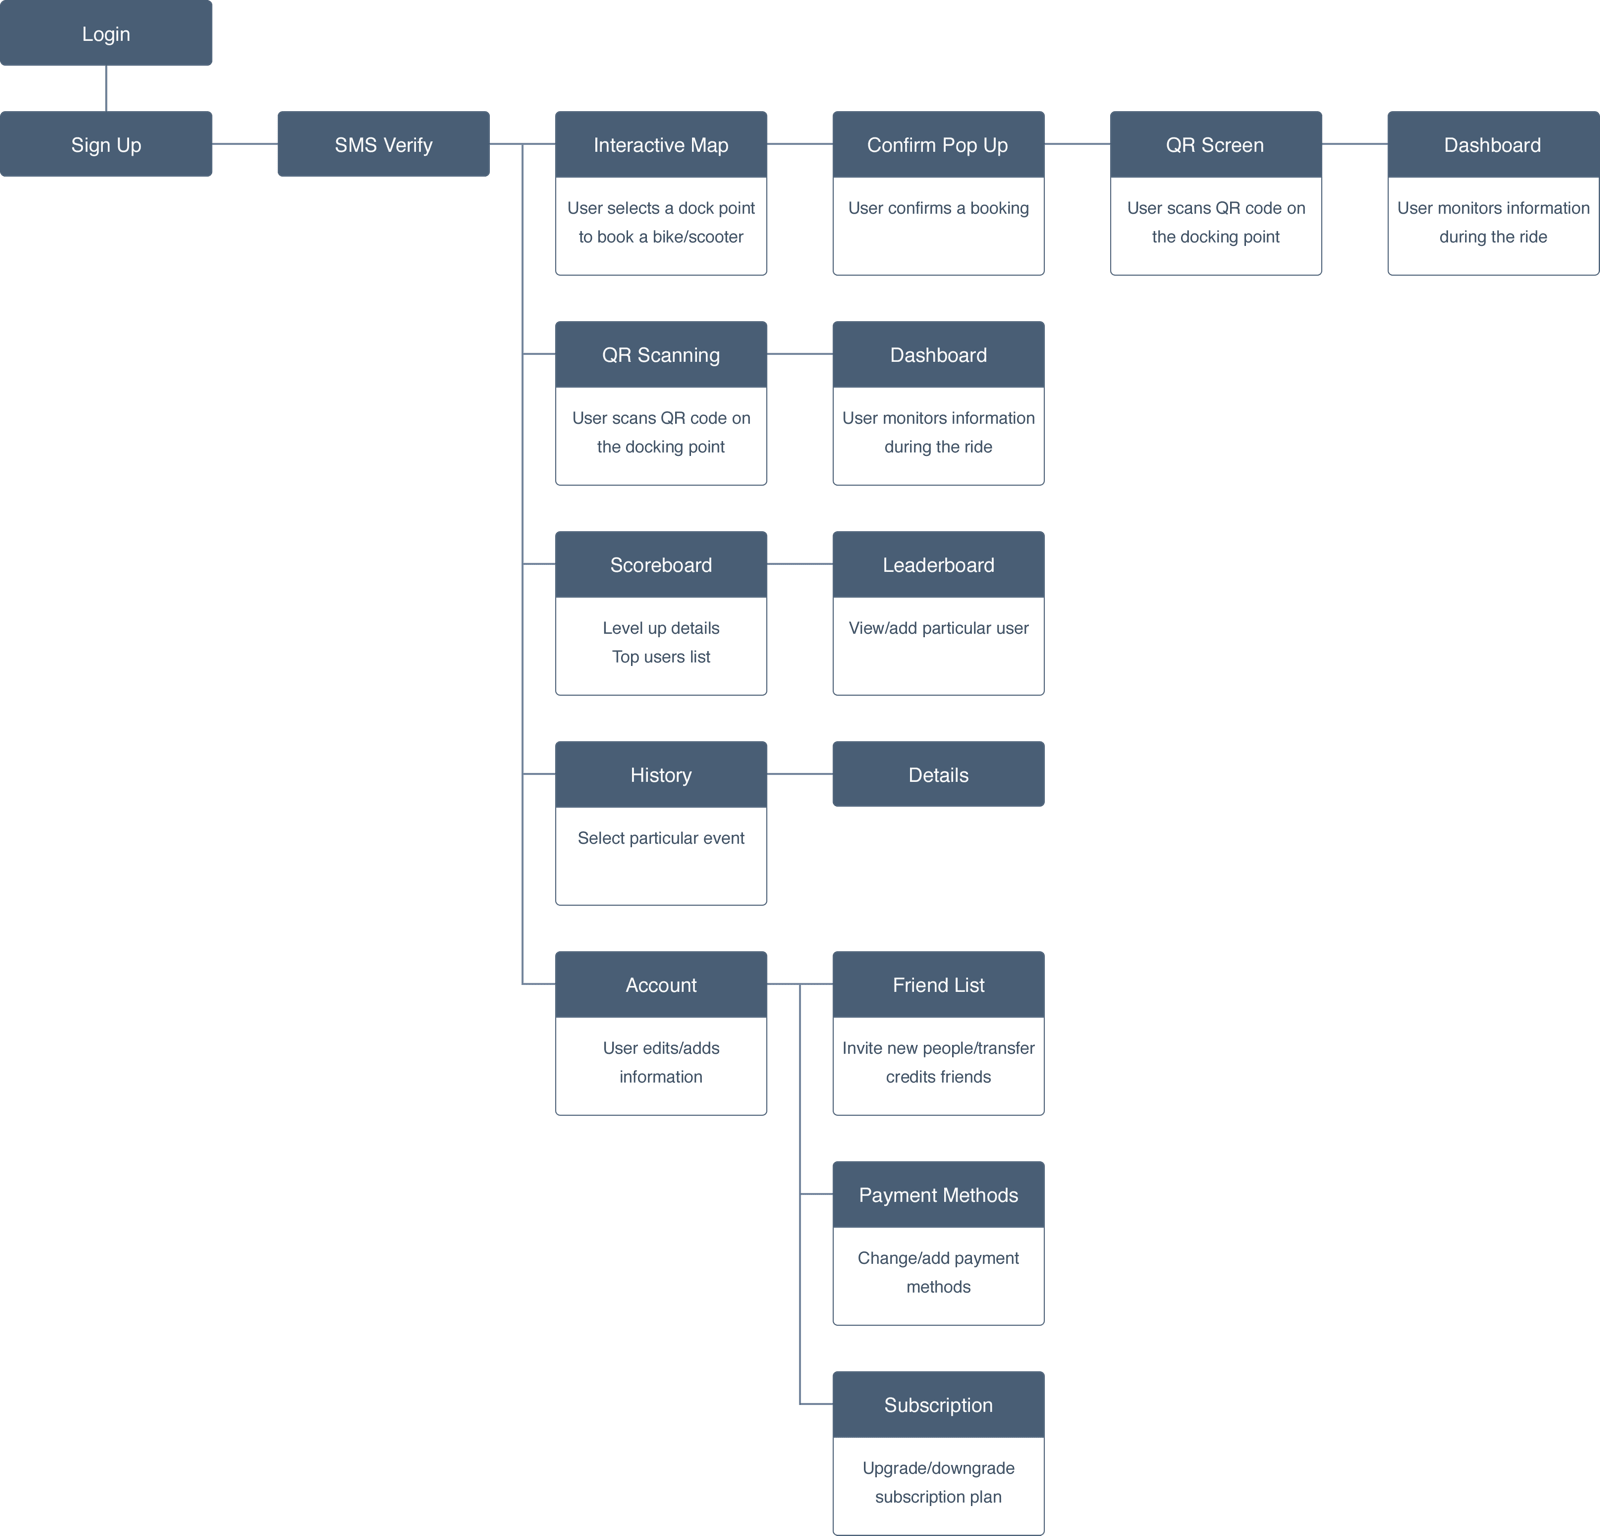 Login
Sign Up
SMS Verify
Interactive Map
User selects a dock point
to book a bike/scooter
Confirm Pop Up
User confirms a booking
QR Screen
User scans QR code on
the docking point
Dashboard
User monitors information
during the ride
QR Scanning
User scans QR code on
the docking point
Dashboard
User monitors information
during the ride
Scoreboard
Level up details
Top users list
Leaderboard
View/add particular user
History
Select particular event
Details
Account
User edits/adds
information
Friend List
Invite new people/transfer
credits friends
Payment Methods
Change/add payment
methods
Subscription
Upgrade/downgrade
subscription plan